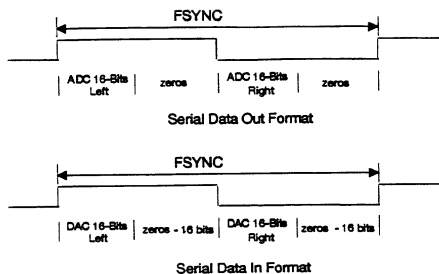 FSYNC
ADC 16-Bits Left
zeros
ADC 16-Bits Right
zeros
Serial Data Out Format
FSYNC
DAC 16-Bits Left
zeros - 16 bits
DAC 16-Bits Right
zeros - 16 bits
Serial Data In Format